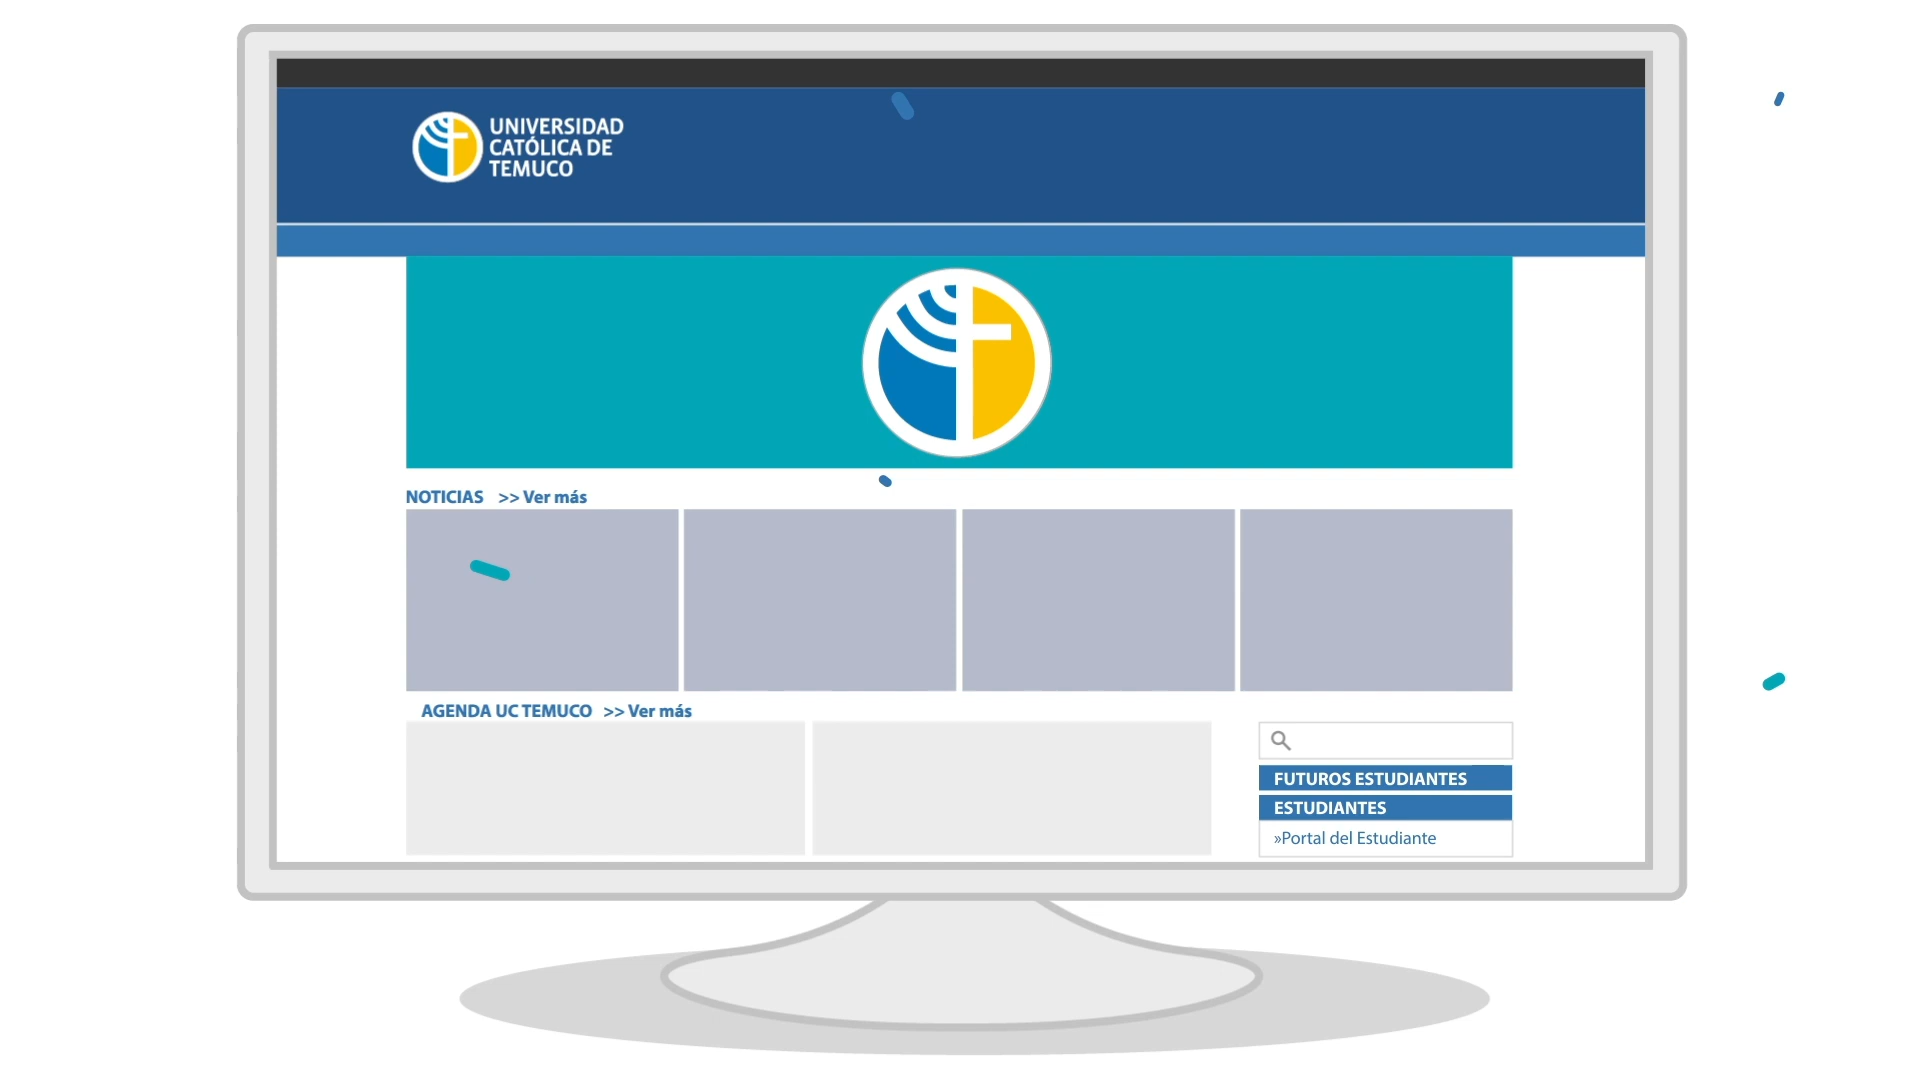 UNIVERSIDAD
CATÓLICA DE
TEMUCO
NOTICIAS >> Ver más
AGENDA UC TEMUCO >> Ver más
FUTUROS ESTUDIANTES
ESTUDIANTES
»Portal del Estudiante